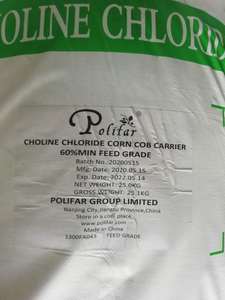 OLINE CHLORID
Polifar
CHOLINE CHLORIDE CORN COB CARRIER
60%MIN FEED GRADE
Batch No.:20200515
Mfg. Date: 2020.05.15
Exp. Date: 2022.05.14
NET WEIGHT: 25.0KG
GROSS WEIGHT: 25.1KG
POLIFAR GROUP LIMITED
Nanjing City,Jiangsu Province,China
Store in a cool place
www.polifar.com
Made in China
FEED GRADE